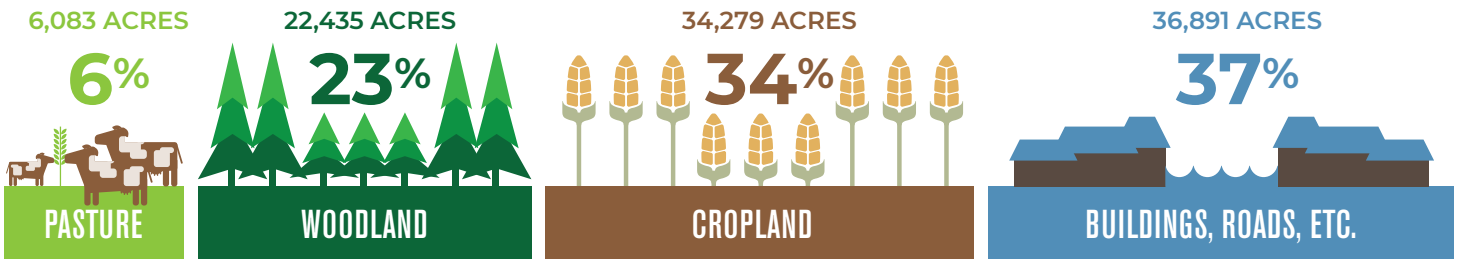 6,083 ACRES
6%
PASTURE
22,435 ACRES
23%
WOODLAND
34,279 ACRES
34%
CROPLAND
36,891 ACRES
37%
BUILDINGS, ROADS, ETC.